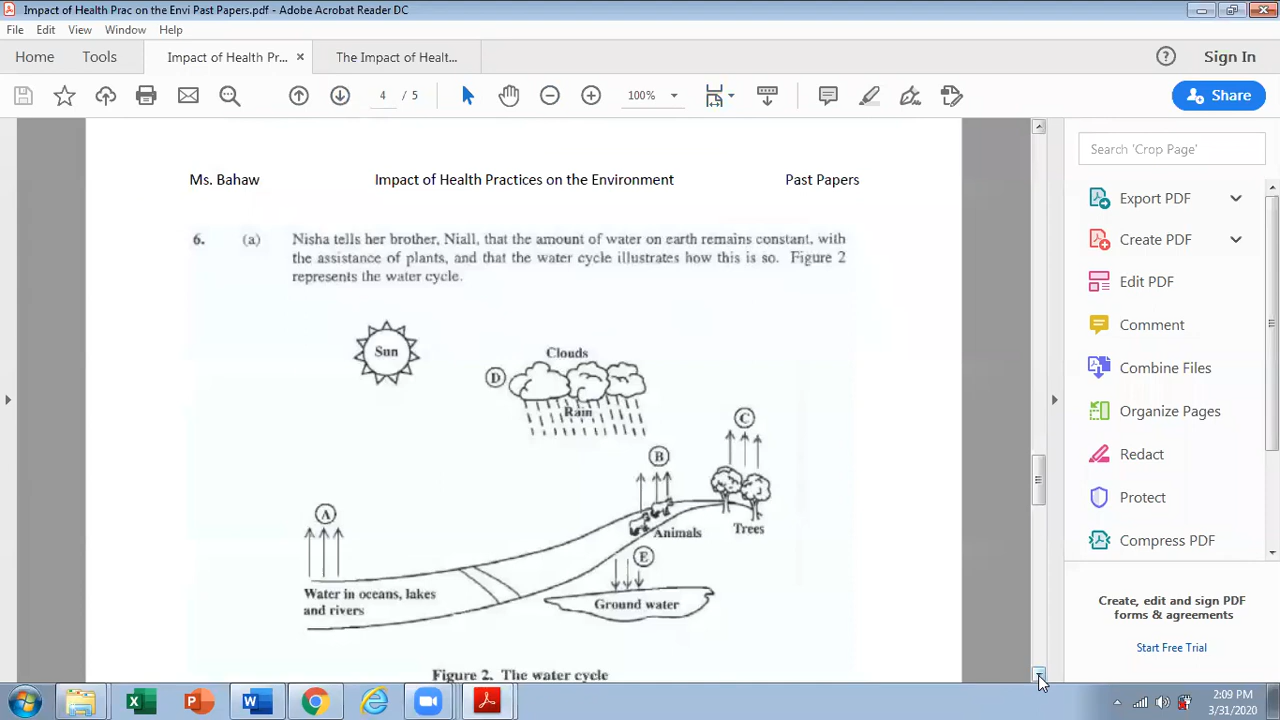 Impact of Health Prac on the Envi Past Papers.pdf - Adobe Acrobat Reader DC
File Edit View Window Help
Home Tools Impact of Health Pr... × The Impact of Healt... ? Sign In
4 / 5 100% Share
Ms. Bahaw Impact of Health Practices on the Environment Past Papers
6. (a) Nisha tells her brother, Niall, that the amount of water on earth remains constant, with
the assistance of plants, and that the water cycle illustrates how this is so. Figure 2
represents the water cycle.
Sun
Clouds
D
Rain
C
B
A
Animals
Trees
E
Water in oceans, lakes
and rivers
Ground water
Figure 2. The water cycle
Search 'Crop Page'
Export PDF
Create PDF
Edit PDF
Comment
Combine Files
Organize Pages
Redact
Protect
Compress PDF
Create, edit and sign PDF
forms & agreements
Start Free Trial
2:09 PM
3/31/2020